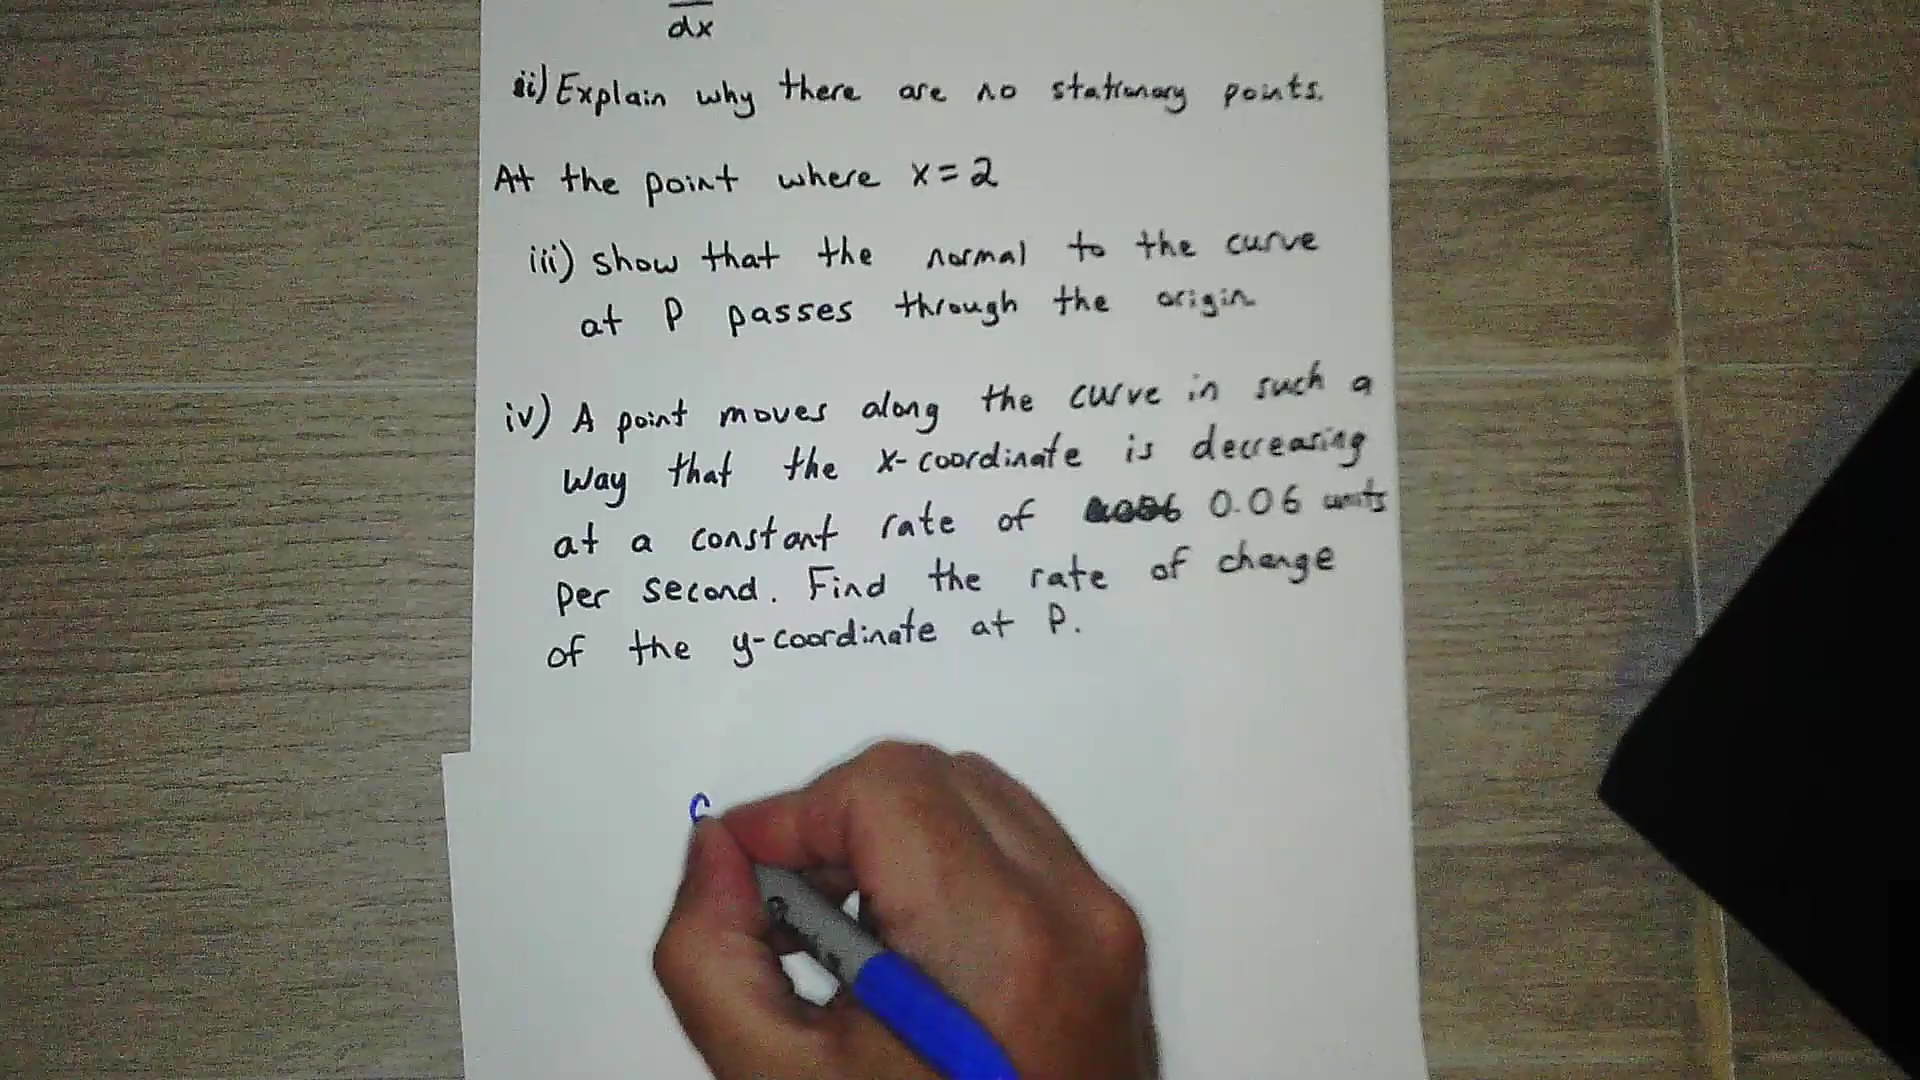 dx
ii) Explain why there are no stationary points.
At the point where x = 2
iii) show that the normal to the curve
at P passes through the origin
iv) A point moves along the curve in such a
way that the x-coordinate is decreasing
at a constant rate of 0.06 units
per second. Find the rate of change
of the y-coordinate at P.